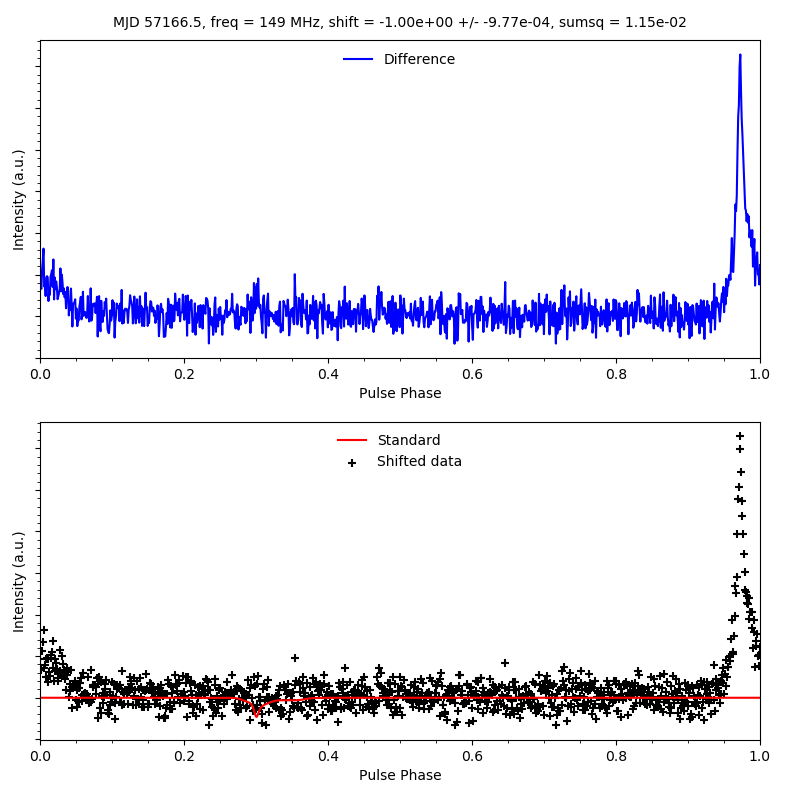 MJD 57166.5, freq = 149 MHz, shift = -1.00e+00 +/- -9.77e-04, sumsq = 1.15e-02
Difference
Intensity (a.u.)
0.0 0.2 0.4 0.6 0.8 1.0
Pulse Phase
Standard
Shifted data
Intensity (a.u.)
0.0 0.2 0.4 0.6 0.8 1.0
Pulse Phase